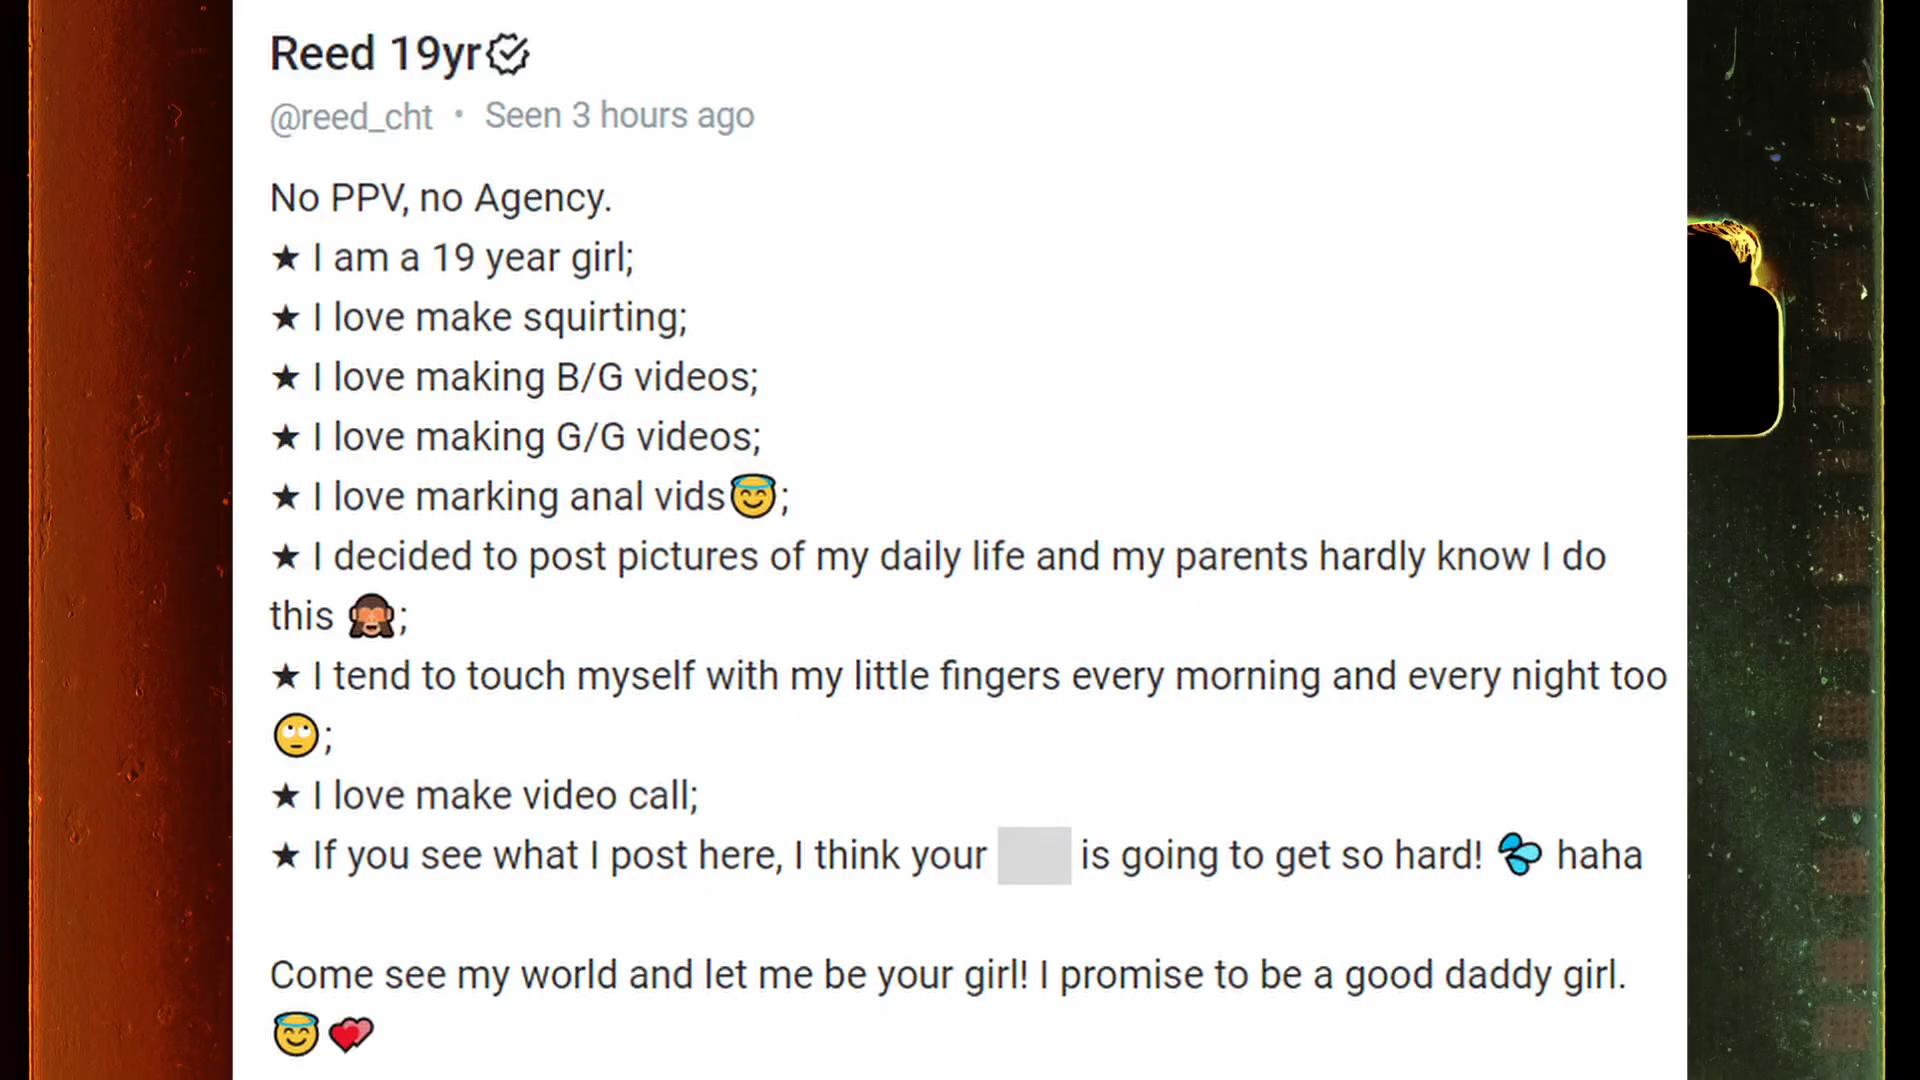 Reed 19yr
@reed_cht • Seen 3 hours ago
No PPV, no Agency.
★ I am a 19 year girl;
★ I love make squirting;
★ I love making B/G videos;
★ I love making G/G videos;
★ I love marking anal vids😇;
★ I decided to post pictures of my daily life and my parents hardly know I do
this 🙈;
★ I tend to touch myself with my little fingers every morning and every night too
🙄;
★ I love make video call;
★ If you see what I post here, I think your is going to get so hard! 💦 haha
Come see my world and let me be your girl! I promise to be a good daddy girl.
😇💕